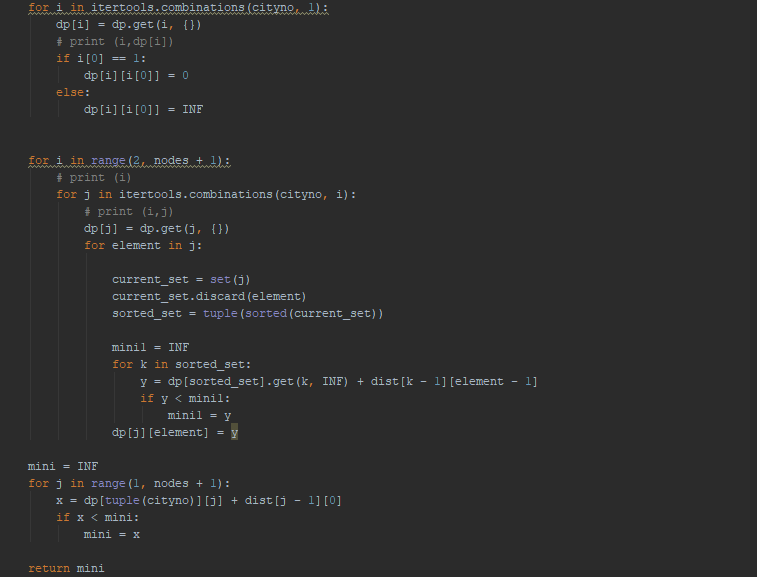 for i in itertools.combinations(cityno, 1):
    dp[i] = dp.get(i, {})
    # print (i,dp[i])
    if i[0] == 1:
        dp[i][i[0]] = 0
    else:
        dp[i][i[0]] = INF
for i in range(2, nodes + 1):
    # print (i)
    for j in itertools.combinations(cityno, i):
        # print (i,j)
        dp[j] = dp.get(j, {})
        for element in j:
            current_set = set(j)
            current_set.discard(element)
            sorted_set = tuple(sorted(current_set))
            mini1 = INF
            for k in sorted_set:
                y = dp[sorted_set].get(k, INF) + dist[k - 1][element - 1]
                if y < mini1:
                    mini1 = y
            dp[j][element] = y
mini = INF
for j in range(1, nodes + 1):
    x = dp[tuple(cityno)][j] + dist[j - 1][0]
    if x < mini:
        mini = x
return mini